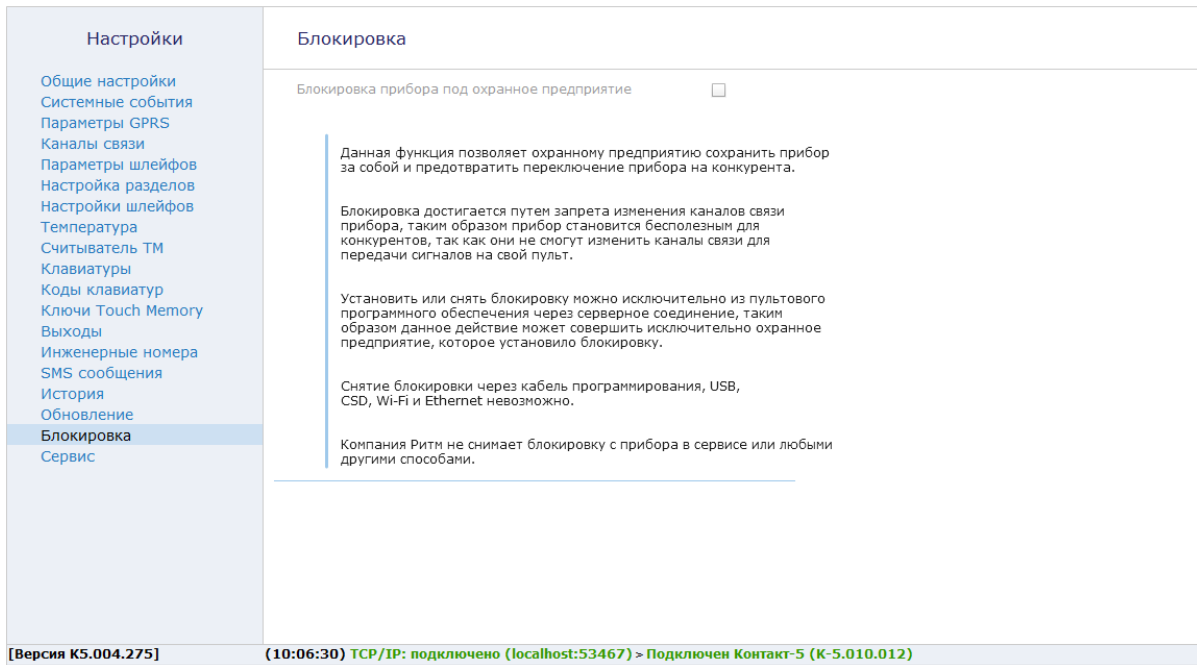 Настройки
Общие настройки
Системные события
Параметры GPRS
Каналы связи
Параметры шлейфов
Настройка разделов
Настройки шлейфов
Температура
Считыватель ТМ
Клавиатуры
Коды клавиатур
Ключи Touch Memory
Выходы
Инженерные номера
SMS сообщения
История
Обновление
Блокировка
Сервис
Блокировка
Блокировка прибора под охранное предприятие
Данная функция позволяет охранному предприятию сохранить прибор
за собой и предотвратить переключение прибора на конкурента.
Блокировка достигается путем запрета изменения каналов связи
прибора, таким образом прибор становится бесполезным для
конкурентов, так как они не смогут изменить каналы связи для
передачи сигналов на свой пульт.
Установить или снять блокировку можно исключительно из пультового
программного обеспечения через серверное соединение, таким
образом данное действие может совершить исключительно охранное
предприятие, которое установило блокировку.
Снятие блокировки через кабель программирования, USB,
CSD, Wi-Fi и Ethernet невозможно.
Компания Ритм не снимает блокировку с прибора в сервисе или любыми
другими способами.
[Версия K5.004.275] (10:06:30) TCP/IP: подключено (localhost:53467) > Подключен Контакт-5 (K-5.010.012)